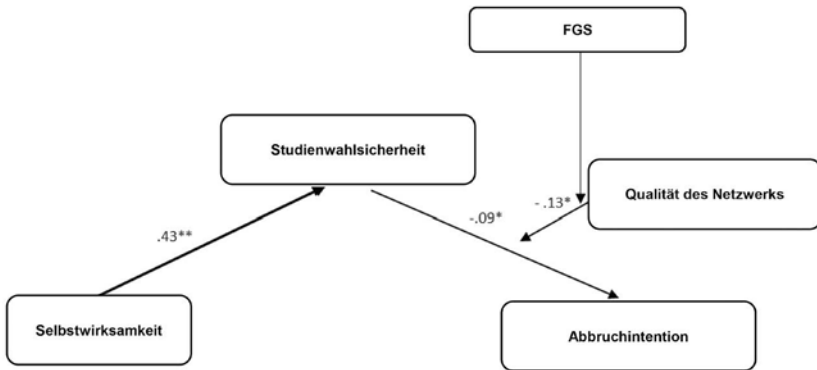 FGS
Studienwahlsicherheit
Qualität des Netzwerks
- .13*
-.09*
.43**
Selbstwirksamkeit
Abbruchintention